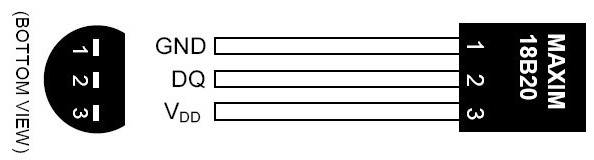 (BOTTOM VIEW)
1
2
3
GND
DQ
VDD
1
2
3
MAXIM
18B20